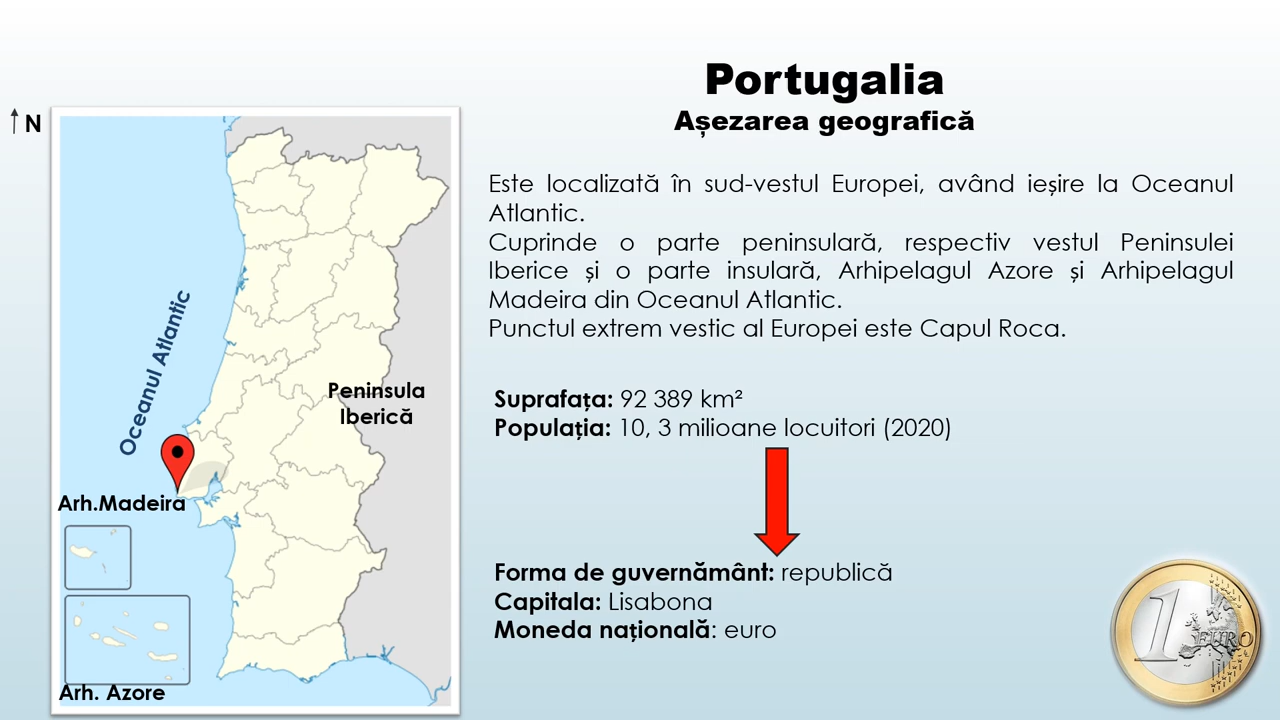 Portugalia
Așezarea geografică
N
Este localizată în sud-vestul Europei, având ieșire la Oceanul
Atlantic.
Cuprinde o parte peninsulară, respectiv vestul Peninsulei
Iberice și o parte insulară, Arhipelagul Azore și Arhipelagul
Madeira din Oceanul Atlantic.
Punctul extrem vestic al Europei este Capul Roca.
Oceanul Atlantic
Peninsula
Iberică
Arh.Madeira
Arh. Azore
Suprafața: 92 389 km²
Populația: 10, 3 milioane locuitori (2020)
Forma de guvernământ: republică
Capitala: Lisabona
Moneda națională: euro
1 EURO